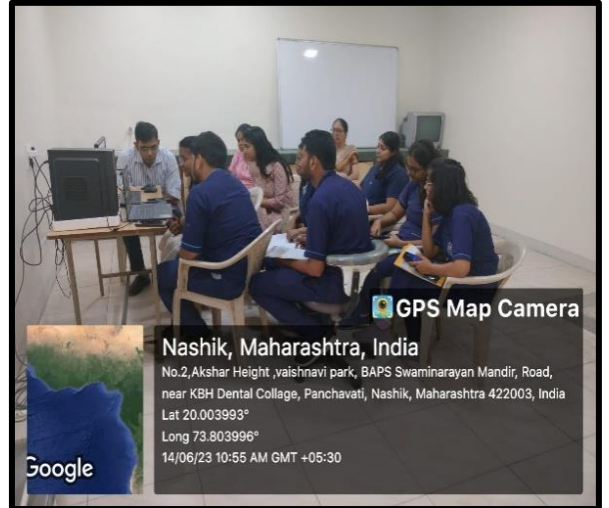 GPS Map Camera
Nashik, Maharashtra, India
No.2,Akshar Height ,vaishnavi park, BAPS Swaminarayan Mandir, Road,
near KBH Dental Collage, Panchavati, Nashik, Maharashtra 422003, India
Lat 20.003993°
Long 73.803996°
14/06/23 10:55 AM GMT +05:30
Google